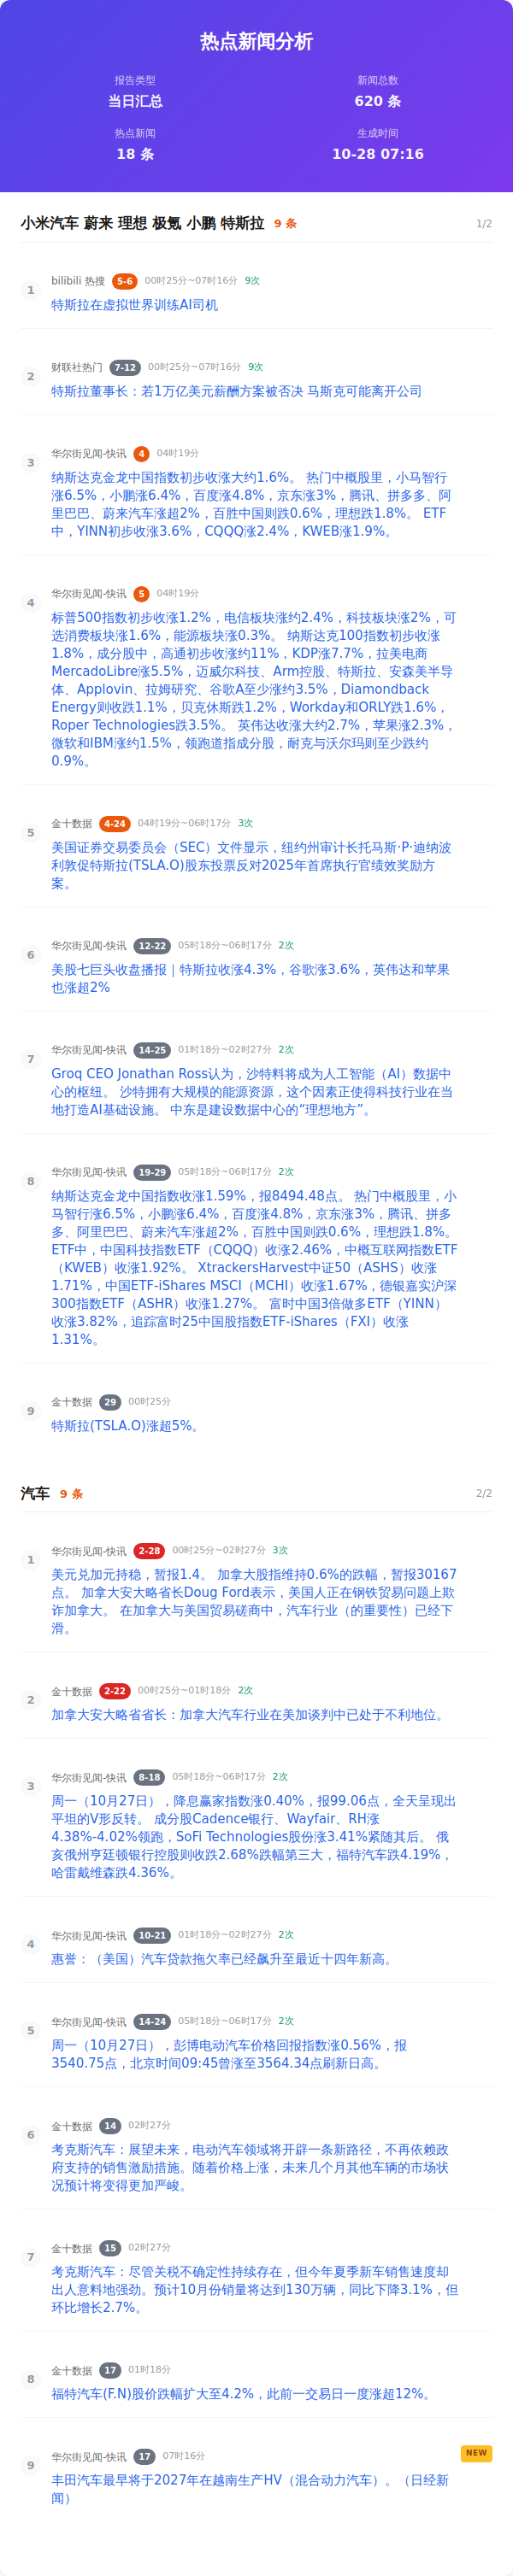 热点新闻分析
报告类型
新闻总数
当日汇总
620 条
热点新闻
生成时间
18 条
10-28 07:16
小米汽车 蔚来 理想 极氪 小鹏 特斯拉 9 条 1/2
1
bilibili 热搜 5-6 00时25分~07时16分 9次
特斯拉在虚拟世界训练AI司机
2
财联社热门 7-12 00时25分~07时16分 9次
特斯拉董事长：若1万亿美元薪酬方案被否决 马斯克可能离开公司
3
华尔街见闻-快讯 4 04时19分
纳斯达克金龙中国指数初步收涨大约1.6%。 热门中概股里，小马智行
涨6.5%，小鹏涨6.4%，百度涨4.8%，京东涨3%，腾讯、拼多多、阿
里巴巴、蔚来汽车涨超2%，百胜中国则跌0.6%，理想跌1.8%。 ETF
中，YINN初步收涨3.6%，CQQQ涨2.4%，KWEB涨1.9%。
4
华尔街见闻-快讯 5 04时19分
标普500指数初步收涨1.2%，电信板块涨约2.4%，科技板块涨2%，可
选消费板块涨1.6%，能源板块涨0.3%。 纳斯达克100指数初步收涨
1.8%，成分股中，高通初步收涨约11%，KDP涨7.7%，拉美电商
MercadoLibre涨5.5%，迈威尔科技、Arm控股、特斯拉、安森美半导
体、Applovin、拉姆研究、谷歌A至少涨约3.5%，Diamondback
Energy则收跌1.1%，贝克休斯跌1.2%，Workday和ORLY跌1.6%，
Roper Technologies跌3.5%。 英伟达收涨大约2.7%，苹果涨2.3%，
微软和IBM涨约1.5%，领跑道指成分股，耐克与沃尔玛则至少跌约
0.9%。
5
金十数据 4-24 04时19分~06时17分 3次
美国证券交易委员会（SEC）文件显示，纽约州审计长托马斯·P·迪纳波
利敦促特斯拉(TSLA.O)股东投票反对2025年首席执行官绩效奖励方
案。
6
华尔街见闻-快讯 12-22 05时18分~06时17分 2次
美股七巨头收盘播报｜特斯拉收涨4.3%，谷歌涨3.6%，英伟达和苹果
也涨超2%
7
华尔街见闻-快讯 14-25 01时18分~02时27分 2次
Groq CEO Jonathan Ross认为，沙特料将成为人工智能（AI）数据中
心的枢纽。 沙特拥有大规模的能源资源，这个因素正使得科技行业在当
地打造AI基础设施。 中东是建设数据中心的“理想地方”。
8
华尔街见闻-快讯 19-29 05时18分~06时17分 2次
纳斯达克金龙中国指数收涨1.59%，报8494.48点。 热门中概股里，小
马智行涨6.5%，小鹏涨6.4%，百度涨4.8%，京东涨3%，腾讯、拼多
多、阿里巴巴、蔚来汽车涨超2%，百胜中国则跌0.6%，理想跌1.8%。
ETF中，中国科技指数ETF（CQQQ）收涨2.46%，中概互联网指数ETF
（KWEB）收涨1.92%。 XtrackersHarvest中证50（ASHS）收涨
1.71%，中国ETF-iShares MSCI（MCHI）收涨1.67%，德银嘉实沪深
300指数ETF（ASHR）收涨1.27%。 富时中国3倍做多ETF（YINN）
收涨3.82%，追踪富时25中国股指数ETF-iShares（FXI）收涨
1.31%。
9
金十数据 29 00时25分
特斯拉(TSLA.O)涨超5%。
汽车 9 条 2/2
1
华尔街见闻-快讯 2-28 00时25分~02时27分 3次
美元兑加元持稳，暂报1.4。 加拿大股指维持0.6%的跌幅，暂报30167
点。 加拿大安大略省长Doug Ford表示，美国人正在钢铁贸易问题上欺
诈加拿大。 在加拿大与美国贸易磋商中，汽车行业（的重要性）已经下
滑。
2
金十数据 2-22 00时25分~01时18分 2次
加拿大安大略省省长：加拿大汽车行业在美加谈判中已处于不利地位。
3
华尔街见闻-快讯 8-18 05时18分~06时17分 2次
周一（10月27日），降息赢家指数涨0.40%，报99.06点，全天呈现出
平坦的V形反转。 成分股Cadence银行、Wayfair、RH涨
4.38%-4.02%领跑，SoFi Technologies股份涨3.41%紧随其后。 俄
亥俄州亨廷顿银行控股则收跌2.68%跌幅第三大，福特汽车跌4.19%，
哈雷戴维森跌4.36%。
4
华尔街见闻-快讯 10-21 01时18分~02时27分 2次
惠誉：（美国）汽车贷款拖欠率已经飙升至最近十四年新高。
5
华尔街见闻-快讯 14-24 05时18分~06时17分 2次
周一（10月27日），彭博电动汽车价格回报指数涨0.56%，报
3540.75点，北京时间09:45曾涨至3564.34点刷新日高。
6
金十数据 14 02时27分
考克斯汽车：展望未来，电动汽车领域将开辟一条新路径，不再依赖政
府支持的销售激励措施。随着价格上涨，未来几个月其他车辆的市场状
况预计将变得更加严峻。
7
金十数据 15 02时27分
考克斯汽车：尽管关税不确定性持续存在，但今年夏季新车销售速度却
出人意料地强劲。预计10月份销量将达到130万辆，同比下降3.1%，但
环比增长2.7%。
8
金十数据 17 01时18分
福特汽车(F.N)股价跌幅扩大至4.2%，此前一交易日一度涨超12%。
9
华尔街见闻-快讯 17 07时16分 NEW
丰田汽车最早将于2027年在越南生产HV（混合动力汽车）。（日经新
闻）